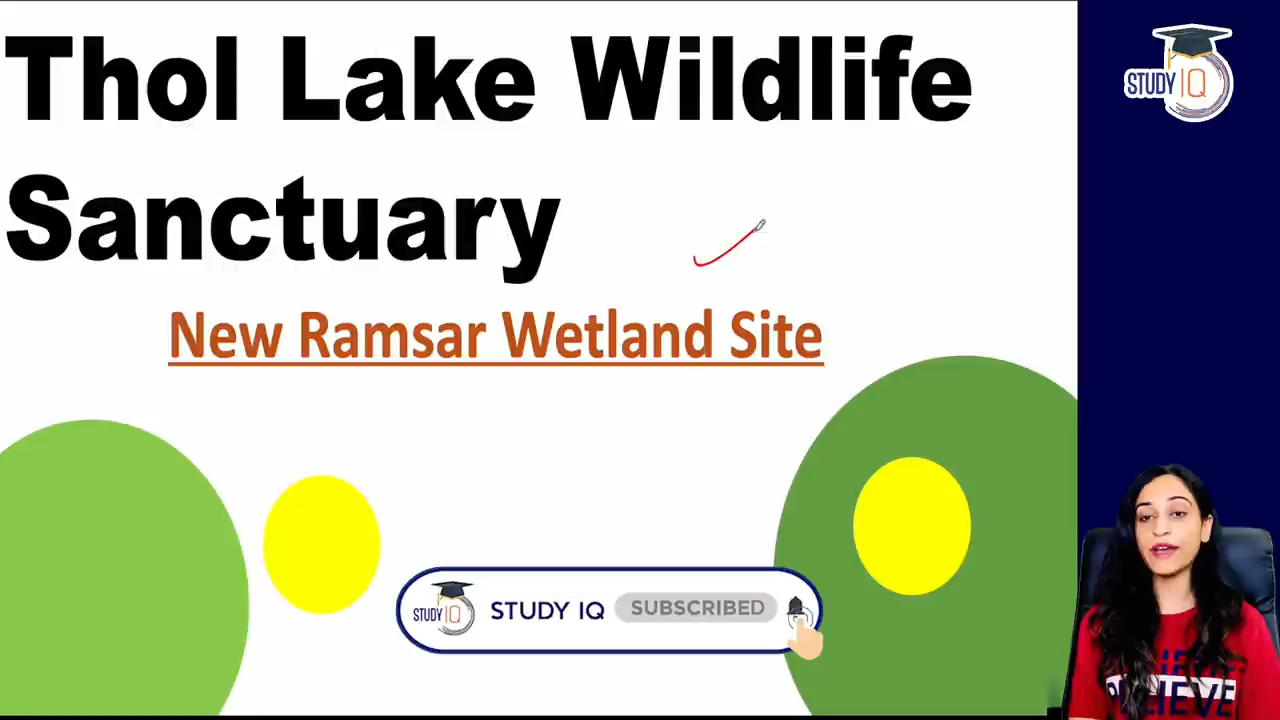 Thol Lake Wildlife
Sanctuary
New Ramsar Wetland Site
STUDY IQ
STUDY IQ
STUDY IQ
SUBSCRIBED